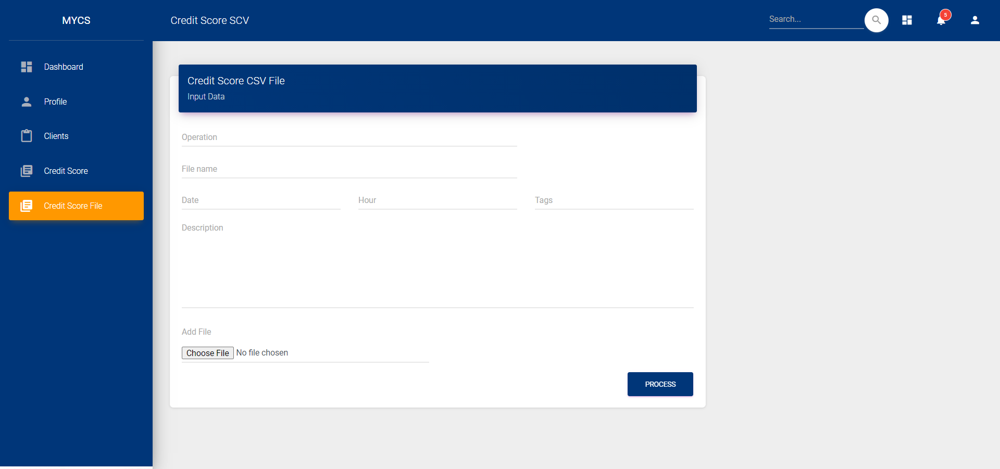 MYCS
Credit Score SCV
Search...
5
Dashboard
Profile
Clients
Credit Score
Credit Score File
Credit Score CSV File
Input Data
Operation
File name
Date Hour Tags
Description
Add File
Choose File No file chosen
PROCESS